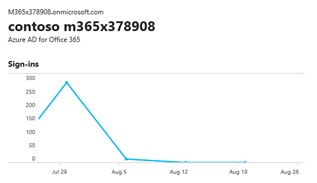 M365x378908.onmicrosoft.com
contoso m365x378908
Azure AD for Office 365
Sign-ins
300
250
200
150
100
50
0
Jul 29
Aug 5
Aug 12
Aug 19
Aug 26